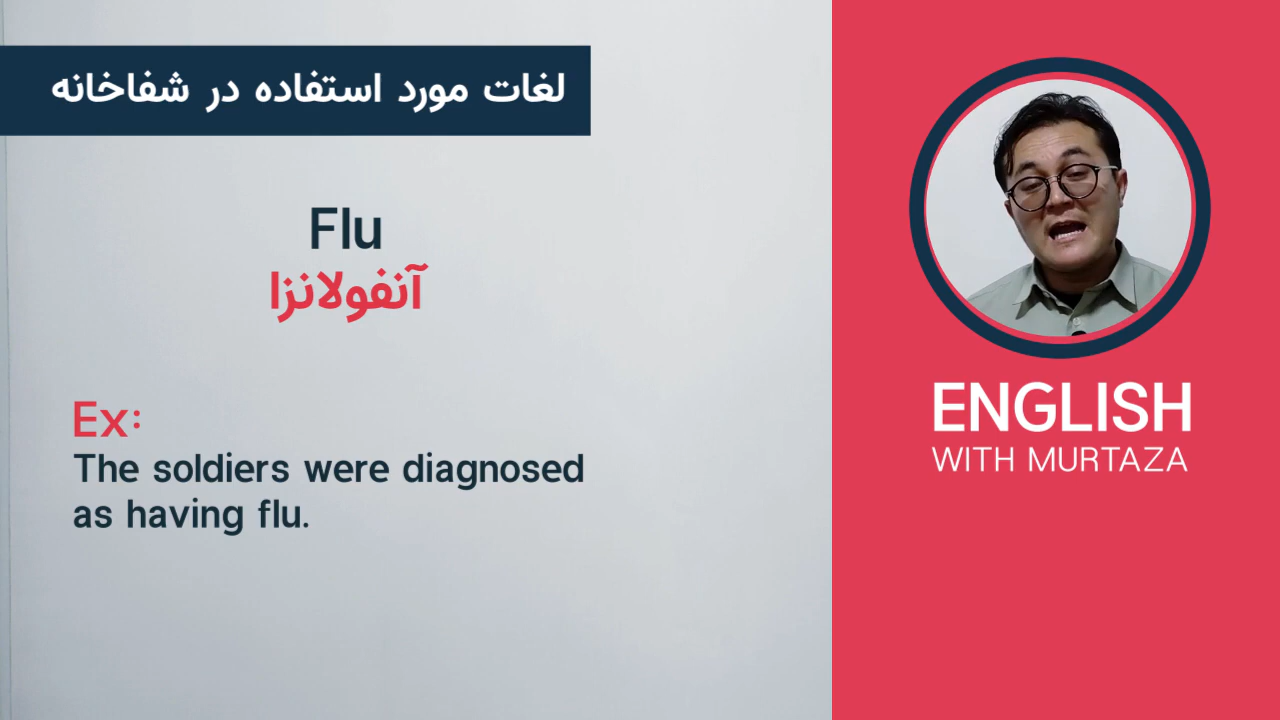 لغات مورد استفاده در شفاخانه
Flu
آنفولانزا
Ex:
The soldiers were diagnosed
as having flu.
ENGLISH
WITH MURTAZA